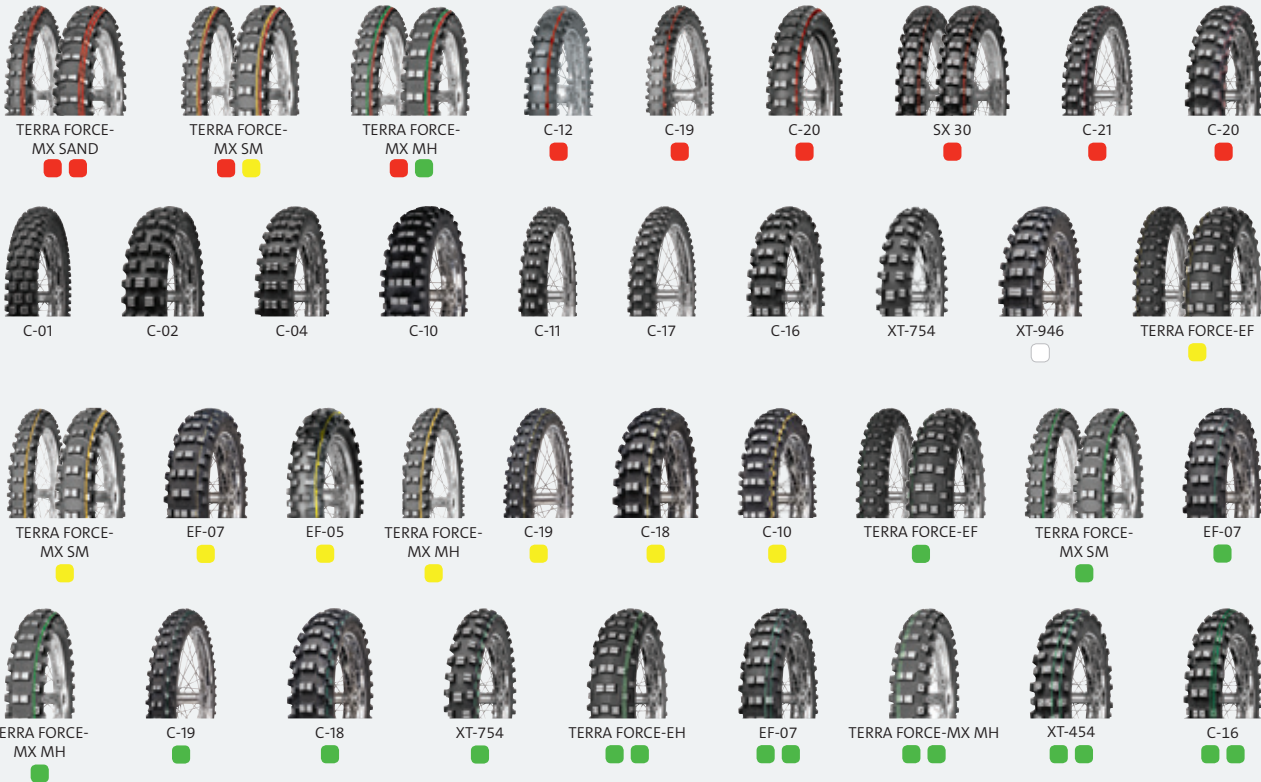 TERRA FORCE-
MX SAND
TERRA FORCE-
MX SM
TERRA FORCE-
MX MH
C-12
C-19
C-20
SX 30
C-21
C-20
C-01
C-02
C-04
C-10
C-11
C-17
C-16
XT-754
XT-946
TERRA FORCE-EF
TERRA FORCE-
MX SM
EF-07
EF-05
TERRA FORCE-
MX MH
C-19
C-18
C-10
TERRA FORCE-EF
TERRA FORCE-
MX SM
EF-07
ERRA FORCE-
MX MH
C-19
C-18
XT-754
TERRA FORCE-EH
EF-07
TERRA FORCE-MX MH
XT-454
C-16